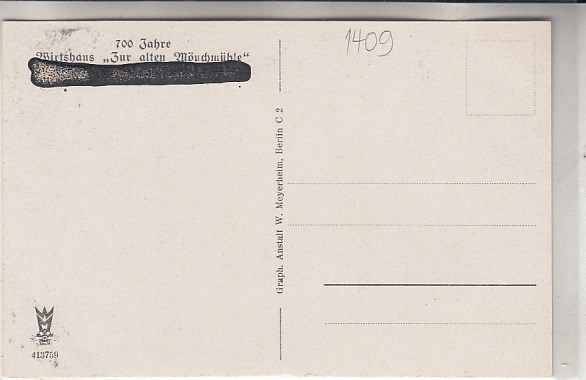 700 Jahre
Wirtshaus „Zur alten Mönchmühle“
1409
Graph. Anstalt W. Meyerheim, Berlin C 2
413759